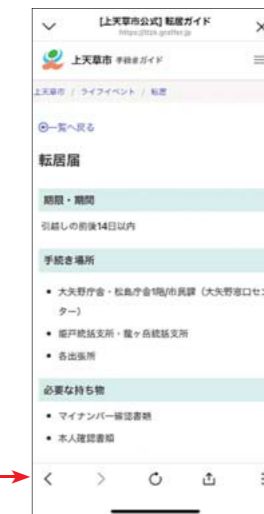 [上天草市公式] 転居ガイド
https://ttzk.graffer.jp
上天草市 手続きガイド
上天草市 / ライフイベント / 転居
一覧へ戻る
転居届
期限・期間
引越しの前後14日以内
手続き場所
• 大矢野庁舎・松島庁舎1階/市民課（大矢野窓口セン
ター）
• 姫戸統括支所・龍ヶ岳統括支所
• 各出張所
必要な持ち物
• マイナンバー確認書類
• 本人確認書類